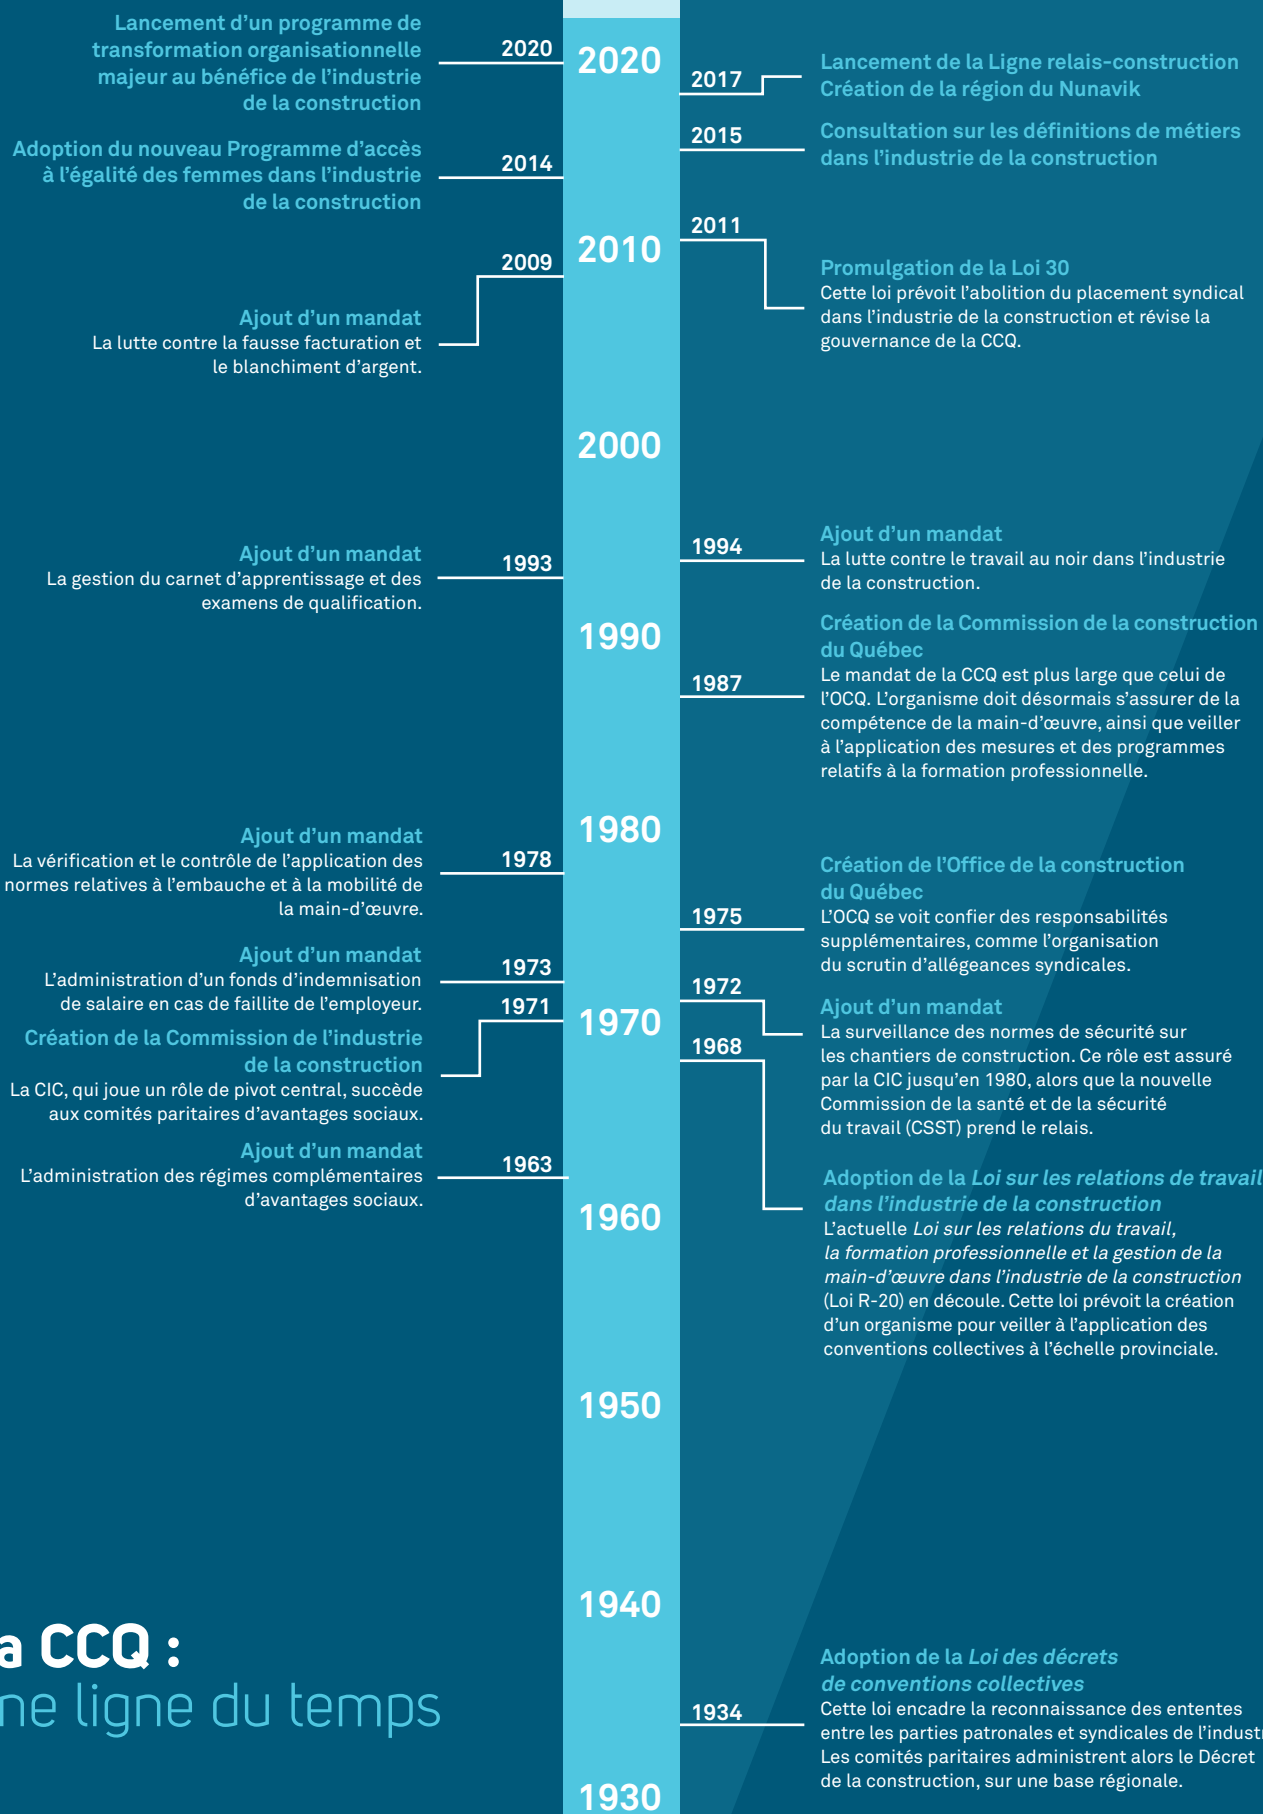 2020
Lancement d’un programme de
transformation organisationnelle
majeur au bénéfice de l’industrie
de la construction
2020
2017
Lancement de la Ligne relais-construction
Création de la région du Nunavik
2015
Consultation sur les définitions de métiers
dans l’industrie de la construction
Adoption du nouveau Programme d’accès
à l’égalité des femmes dans l’industrie
de la construction
2014
2011
Promulgation de la Loi 30
Cette loi prévoit l’abolition du placement syndical
dans l’industrie de la construction et révise la
gouvernance de la CCQ.
2010
2009
Ajout d’un mandat
La lutte contre la fausse facturation et
le blanchiment d’argent.
2000
1994
Ajout d’un mandat
La lutte contre le travail au noir dans l’industrie
de la construction.
Ajout d’un mandat
La gestion du carnet d’apprentissage et des
examens de qualification.
1993
1990
Création de la Commission de la construction
du Québec
1987
Le mandat de la CCQ est plus large que celui de
l’OCQ. L’organisme doit désormais s’assurer de la
compétence de la main-d’œuvre, ainsi que veiller
à l’application des mesures et des programmes
relatifs à la formation professionnelle.
1980
Ajout d’un mandat
La vérification et le contrôle de l’application des
normes relatives à l’embauche et à la mobilité de
la main-d’œuvre.
1978
Création de l’Office de la construction
du Québec
1975
L’OCQ se voit confier des responsabilités
supplémentaires, comme l’organisation
du scrutin d’allégeances syndicales.
Ajout d’un mandat
L’administration d’un fonds d’indemnisation
de salaire en cas de faillite de l’employeur.
1973
1972
Ajout d’un mandat
La surveillance des normes de sécurité sur
les chantiers de construction. Ce rôle est assuré
par la CIC jusqu’en 1980, alors que la nouvelle
Commission de la santé et de la sécurité
du travail (CSST) prend le relais.
1971
Création de la Commission de l’industrie
de la construction
La CIC, qui joue un rôle de pivot central, succède
aux comités paritaires d’avantages sociaux.
1970
1968
Adoption de la Loi sur les relations de travail
dans l’industrie de la construction
L’actuelle Loi sur les relations du travail,
la formation professionnelle et la gestion de la
main-d’œuvre dans l’industrie de la construction
(Loi R-20) en découle. Cette loi prévoit la création
d’un organisme pour veiller à l’application des
conventions collectives à l’échelle provinciale.
Ajout d’un mandat
L’administration des régimes complémentaires
d’avantages sociaux.
1963
1960
1950
1940
a CCQ :
ne ligne du temps
1934
Adoption de la Loi des décrets
de conventions collectives
Cette loi encadre la reconnaissance des ententes
entre les parties patronales et syndicales de l’industr
Les comités paritaires administrent alors le Décret
de la construction, sur une base régionale.
1930